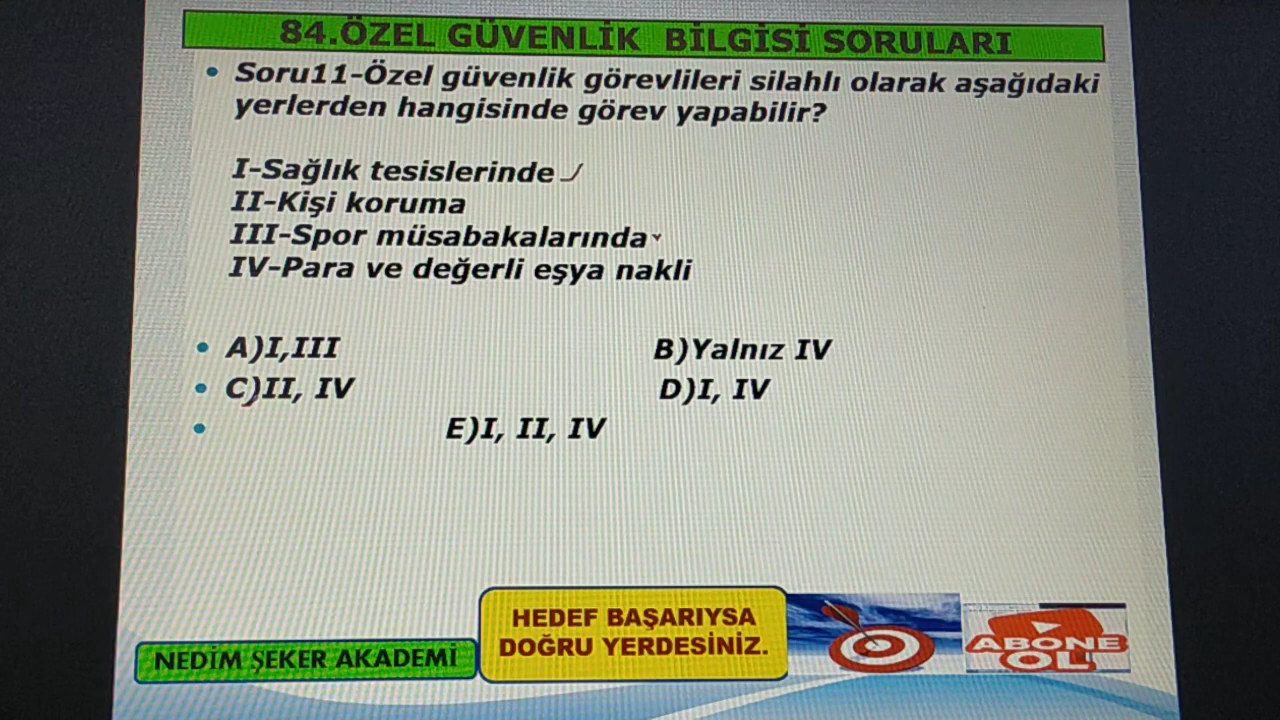 84.ÖZEL GÜVENLİK BİLGİSİ SORULARI
• Soru11-Özel güvenlik görevlileri silahlı olarak aşağıdaki
yerlerden hangisinde görev yapabilir?
I-Sağlık tesislerinde
II-Kişi koruma
III-Spor müsabakalarında
IV-Para ve değerli eşya nakli
• A)I,III B)Yalnız IV
• C)II, IV D)I, IV
• E)I, II, IV
HEDEF BAŞARIYSA
DOĞRU YERDESİNİZ.
NEDİM ŞEKER AKADEMİ
ABONE
OL!